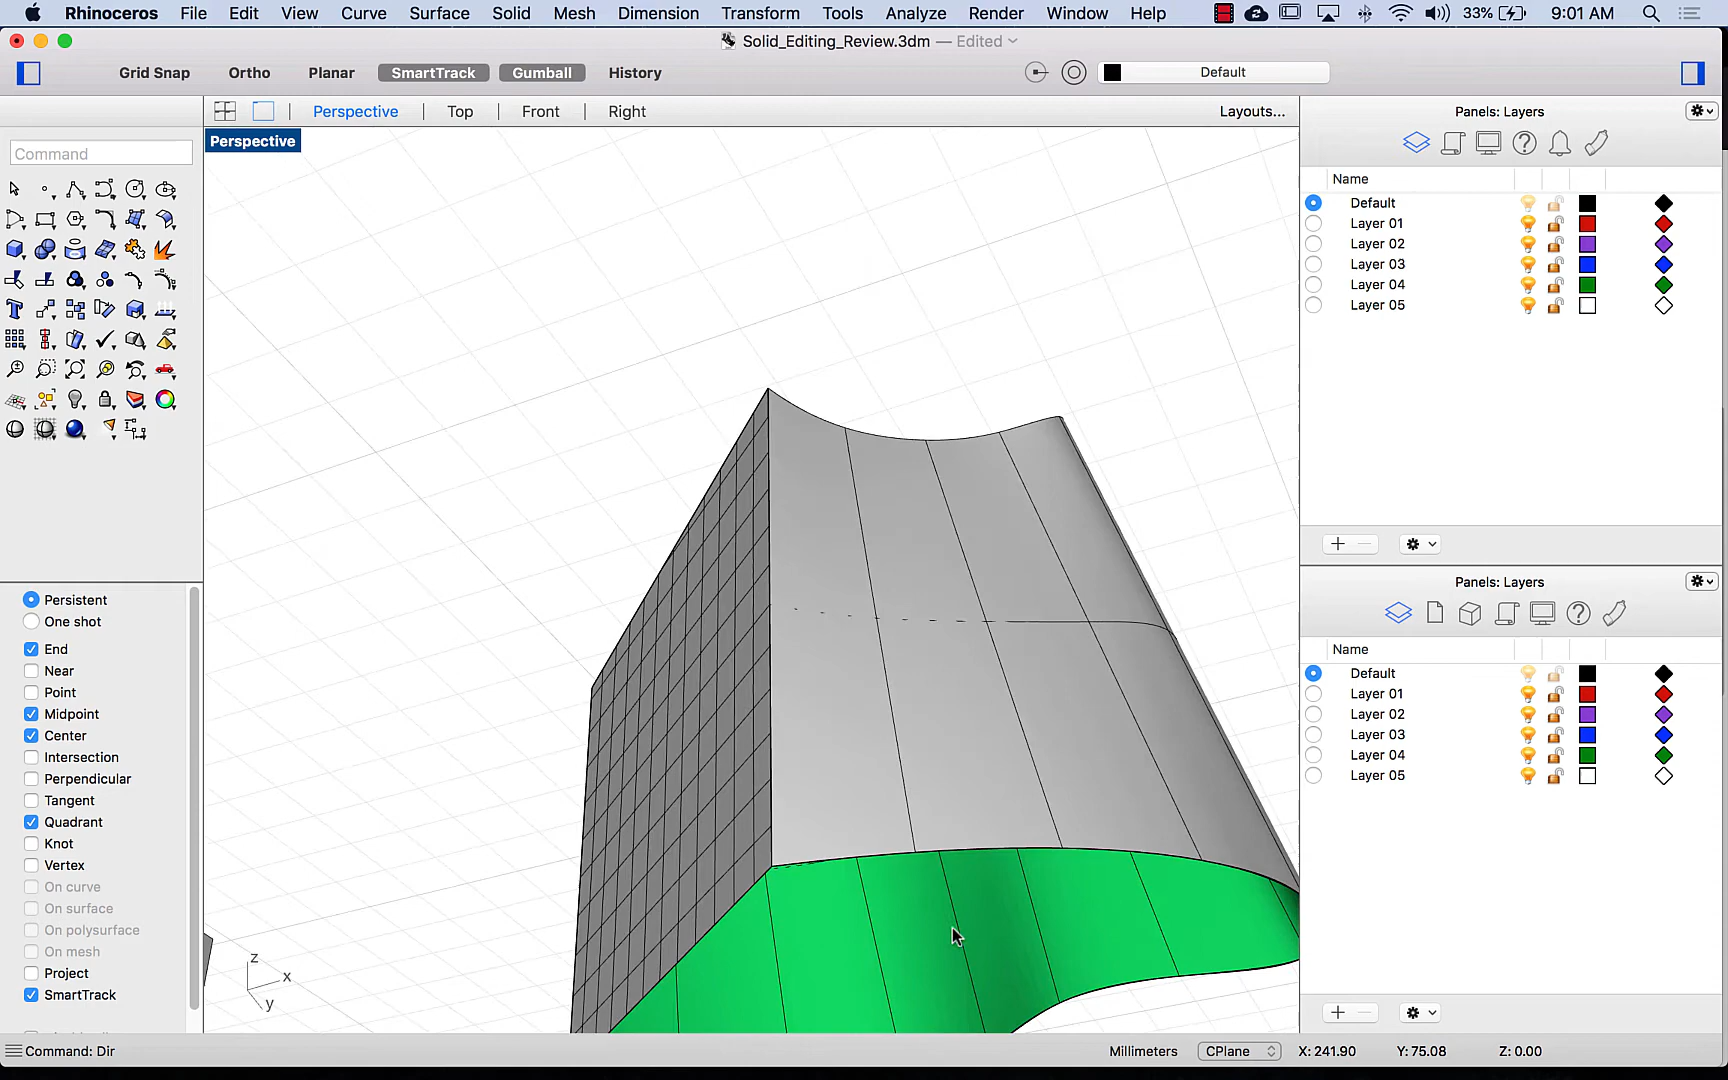 Rhinoceros File Edit View Curve Surface Solid Mesh Dimension Transform Tools Analyze Render Window Help 33% 9:01 AM
Solid_Editing_Review.3dm — Edited
Grid Snap Ortho Planar SmartTrack Gumball History Default
Perspective Top Front Right Layouts...
Perspective
Command
Persistent
One shot
End
Near
Point
Midpoint
Center
Intersection
Perpendicular
Tangent
Quadrant
Knot
Vertex
On curve
On surface
On polysurface
On mesh
Project
SmartTrack
z
x
y
Panels: Layers
Name
Default
Layer 01
Layer 02
Layer 03
Layer 04
Layer 05
Panels: Layers
Name
Default
Layer 01
Layer 02
Layer 03
Layer 04
Layer 05
Command: Dir Millimeters CPlane X: 241.90 Y: 75.08 Z: 0.00